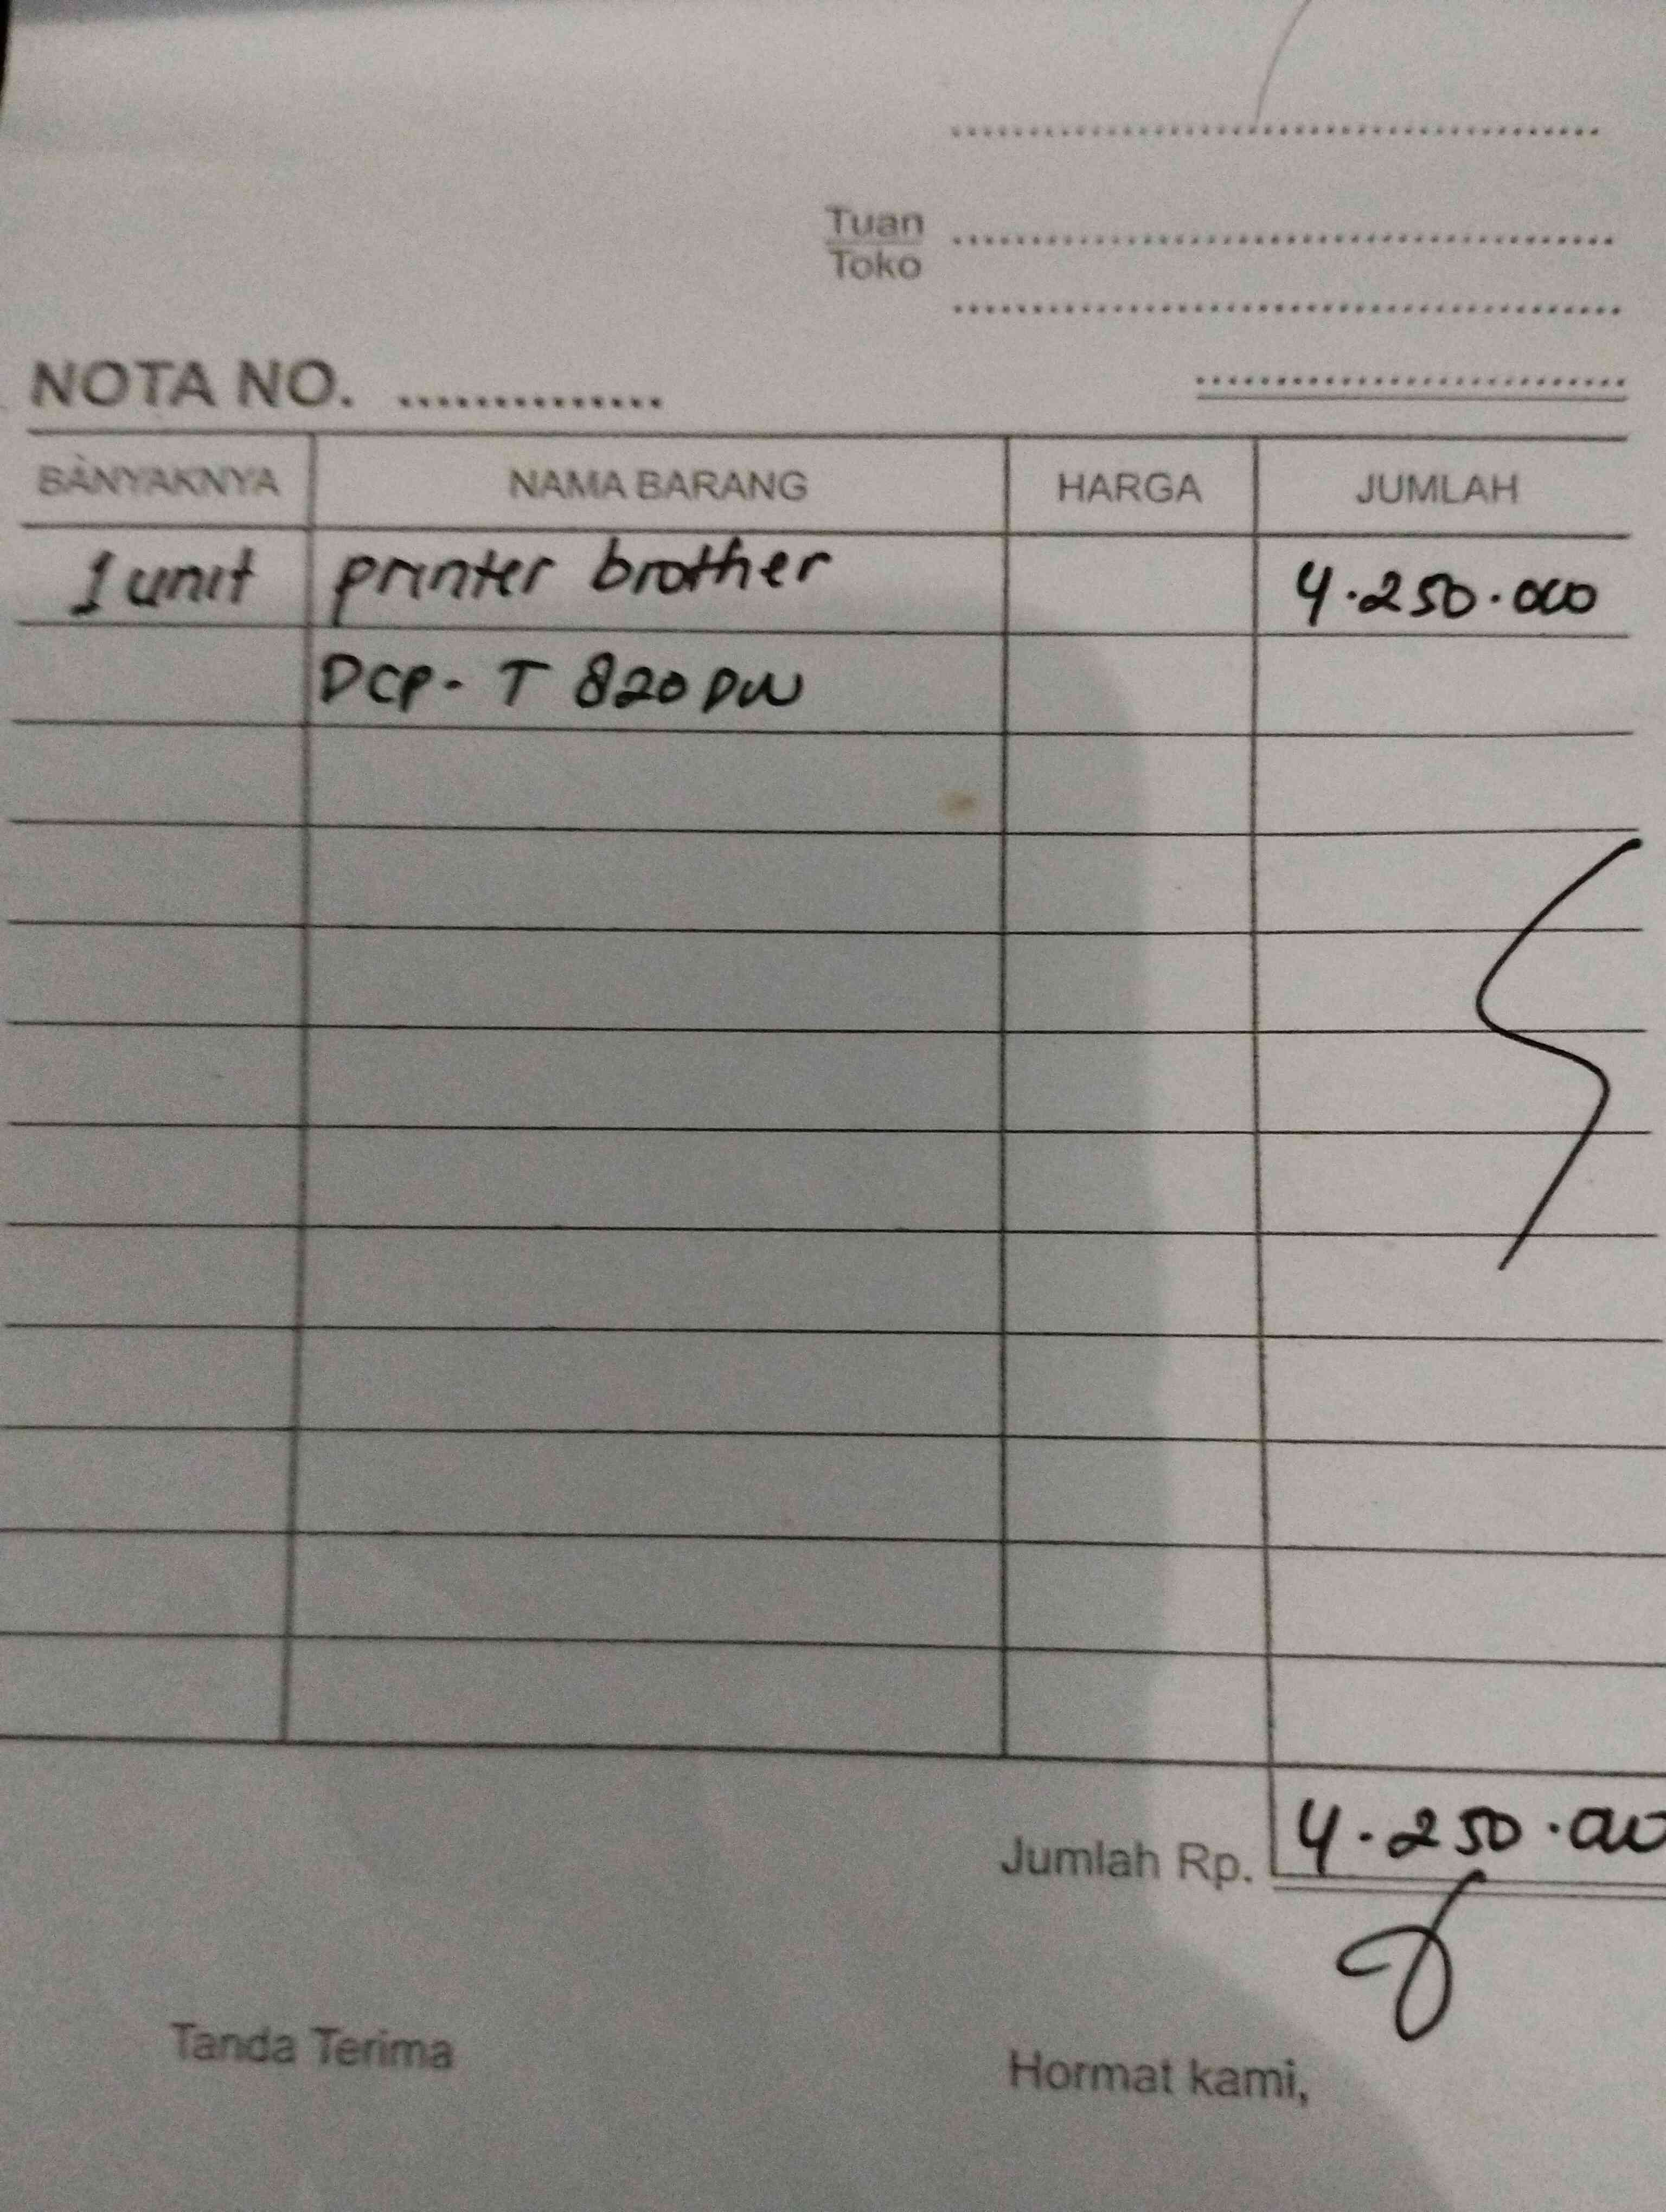 Tuan
Toko
NOTA NO. ..............
BANYAKNYA NAMA BARANG HARGA JUMLAH
1 unit printer brother 4.250.000
DCP- T 820 DW
Jumlah Rp. 4.250.000
Tanda Terima Hormat kami,